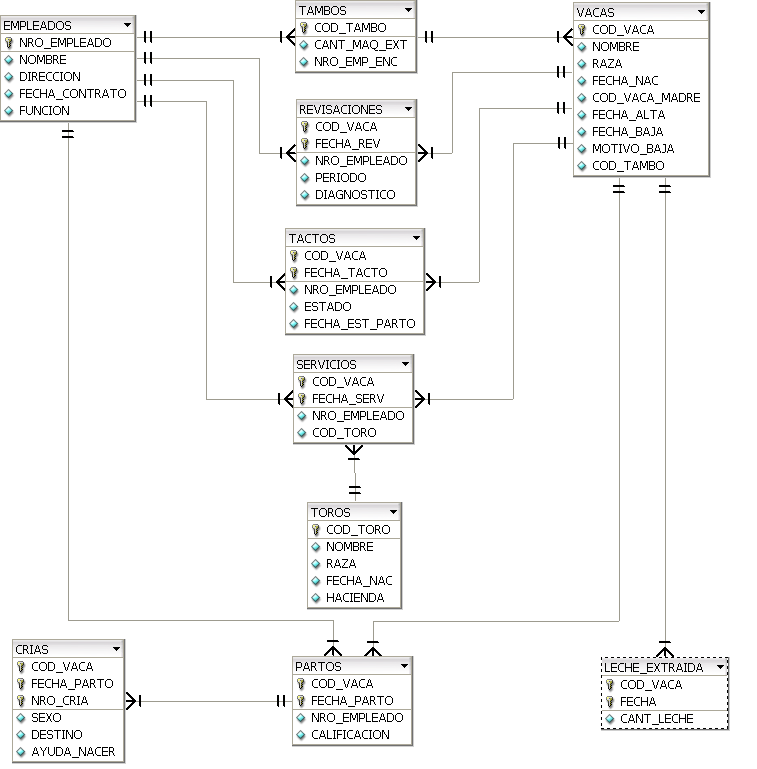 EMPLEADOS
NRO_EMPLEADO
NOMBRE
DIRECCION
FECHA_CONTRATO
FUNCION
TAMBOS
COD_TAMBO
CANT_MAQ_EXT
NRO_EMP_ENC
VACAS
COD_VACA
NOMBRE
RAZA
FECHA_NAC
COD_VACA_MADRE
FECHA_ALTA
FECHA_BAJA
MOTIVO_BAJA
COD_TAMBO
REVISACIONES
COD_VACA
FECHA_REV
NRO_EMPLEADO
PERIODO
DIAGNOSTICO
TACTOS
COD_VACA
FECHA_TACTO
NRO_EMPLEADO
ESTADO
FECHA_EST_PARTO
SERVICIOS
COD_VACA
FECHA_SERV
NRO_EMPLEADO
COD_TORO
TOROS
COD_TORO
NOMBRE
RAZA
FECHA_NAC
HACIENDA
CRIAS
COD_VACA
FECHA_PARTO
NRO_CRIA
SEXO
DESTINO
AYUDA_NACER
PARTOS
COD_VACA
FECHA_PARTO
NRO_EMPLEADO
CALIFICACION
LECHE_EXTRAIDA
COD_VACA
FECHA
CANT_LECHE